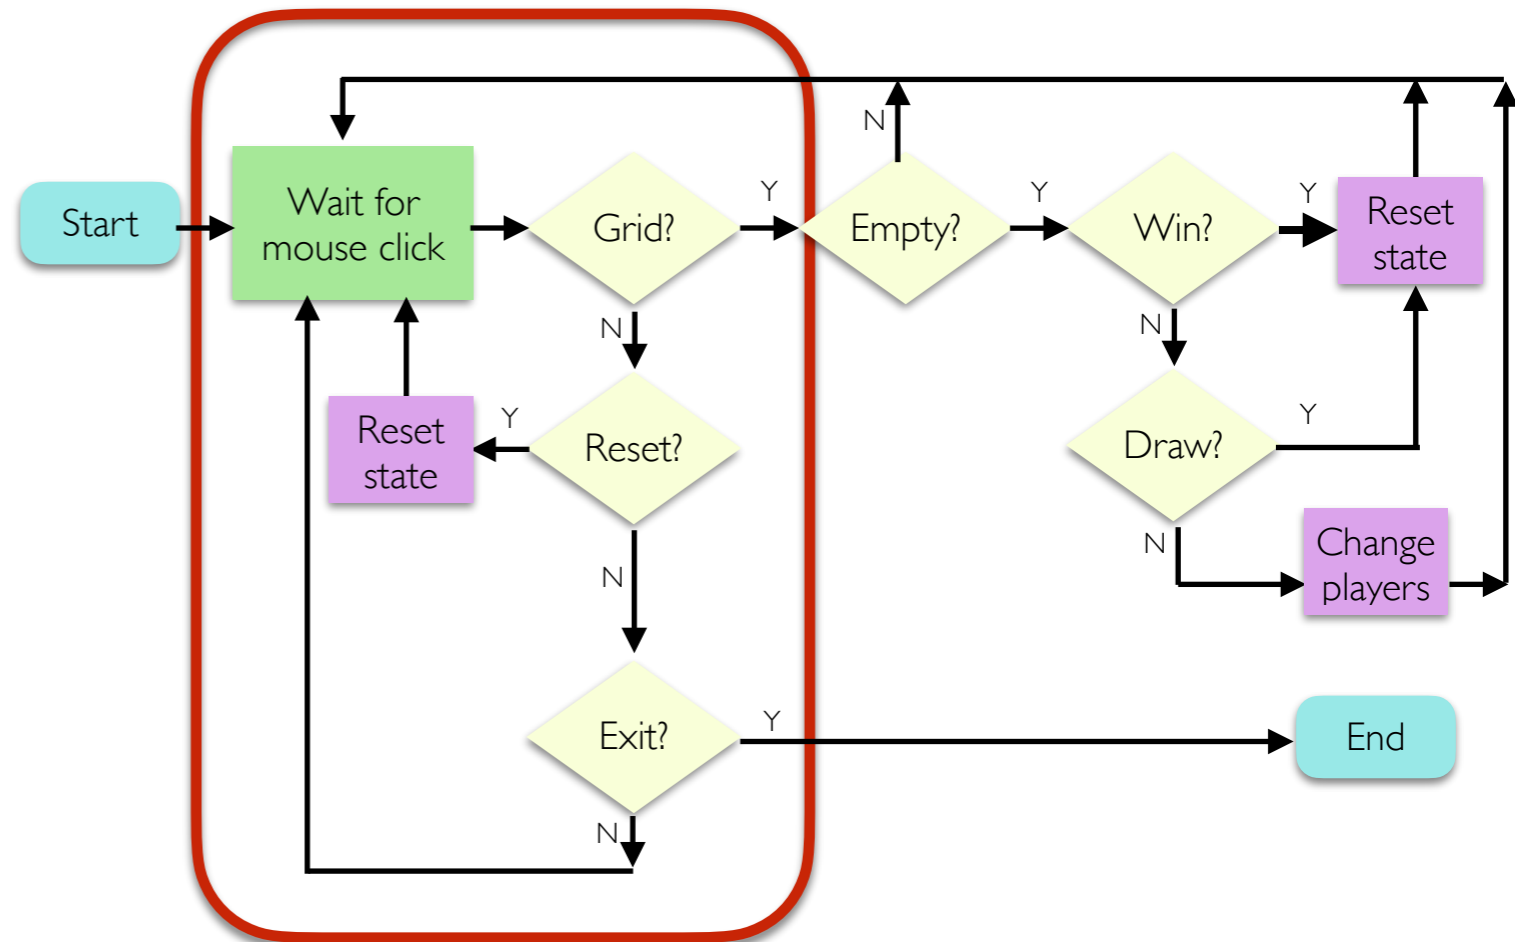 N
Y
Y
Y
Start
Wait for
mouse click
Grid?
Empty?
Win?
Reset
state
N
N
Y
Y
Reset
state
Reset?
Draw?
N
N
Change
players
Y
Exit?
End
N